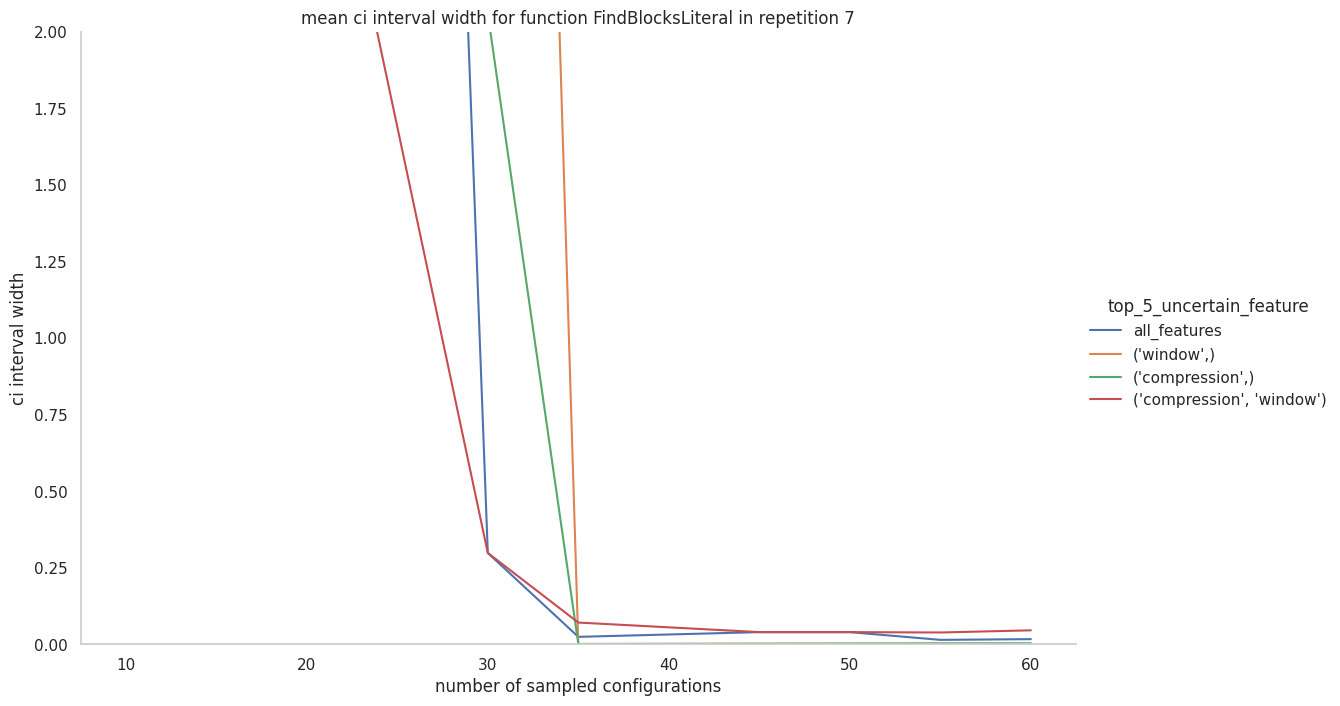 mean ci interval width for function FindBlocksLiteral in repetition 7
2.00
1.75
1.50
1.25
1.00
0.75
0.50
0.25
0.00
ci interval width
10 20 30 40 50 60
number of sampled configurations
top_5_uncertain_feature
all_features
('window',)
('compression',)
('compression', 'window')